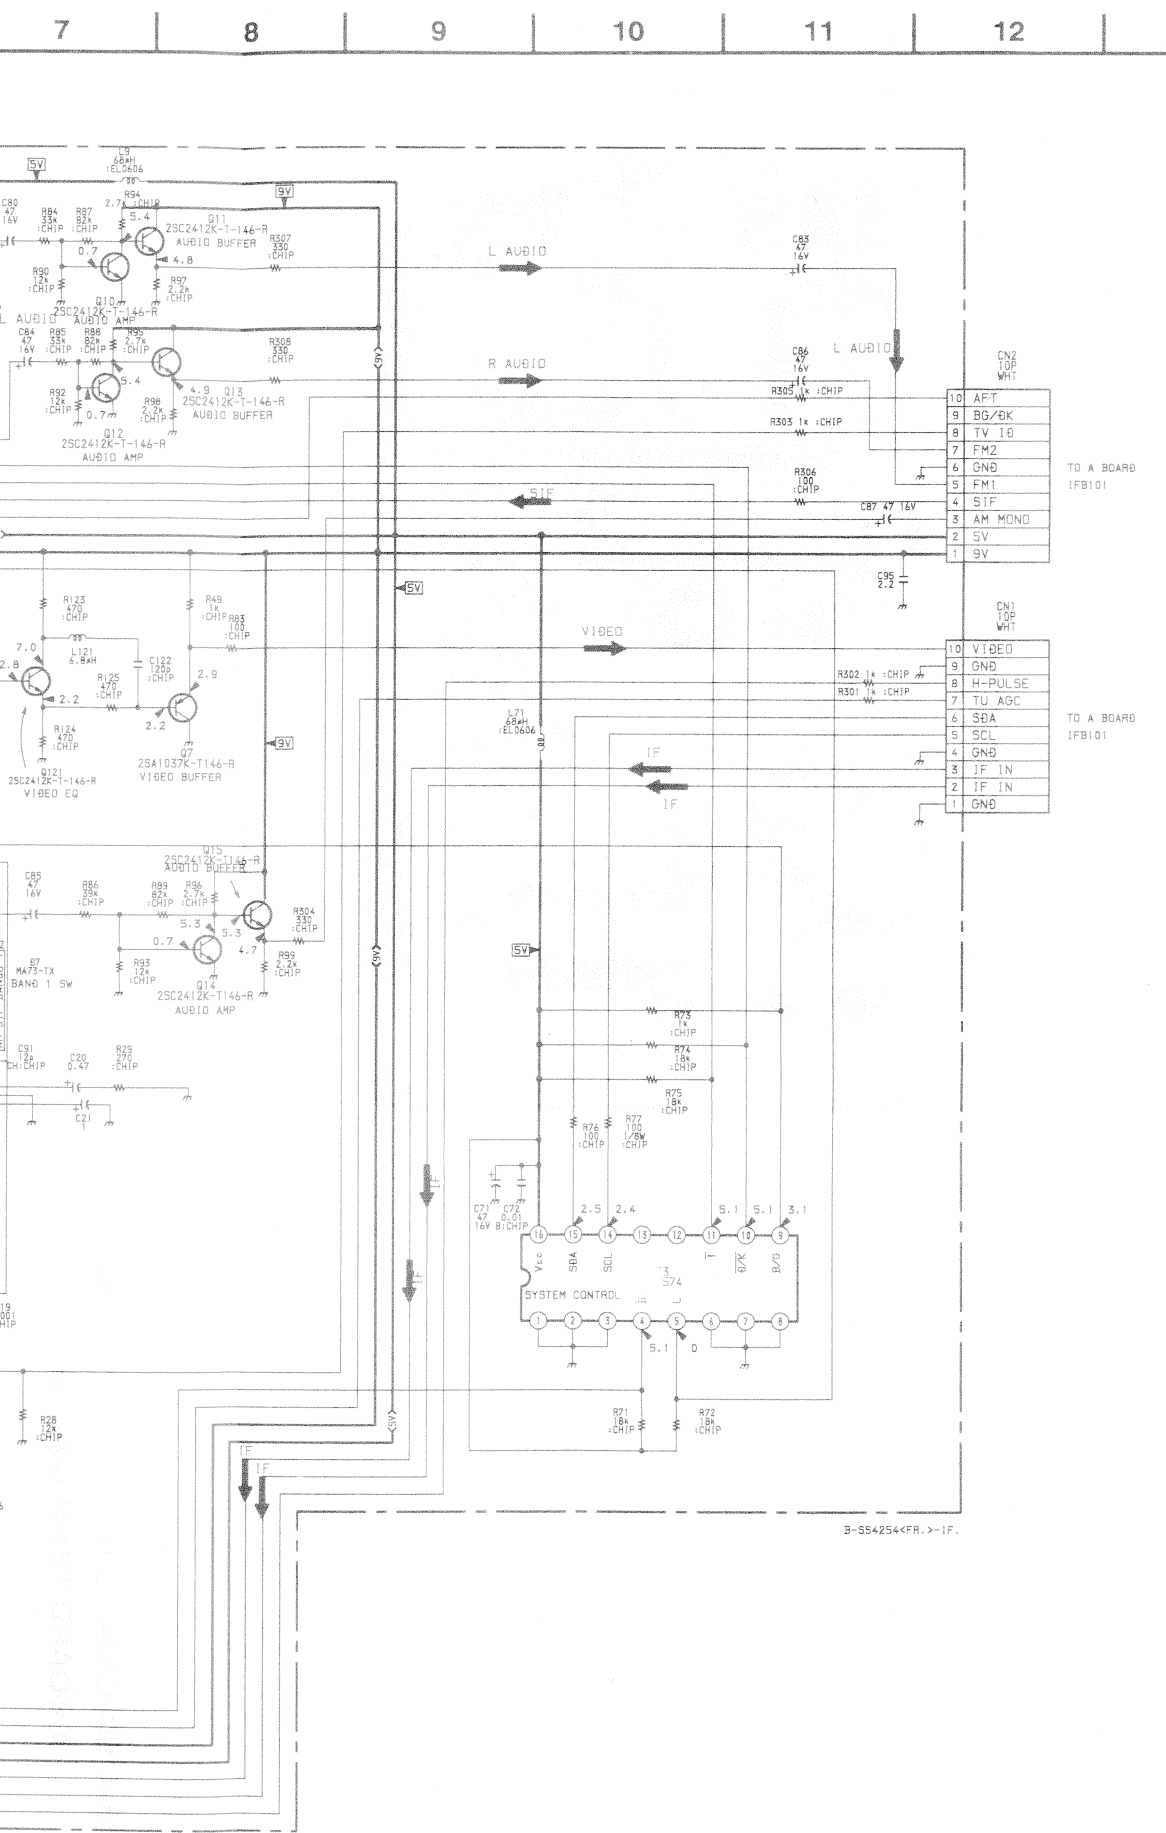 7 8 9 10 11 12
5V
L9
68µH
:EL0606
9V
C80
47
16V
R84
33k
:CHIP
R87
82k
:CHIP
R94
2.7k :CHIP
5.4
Q11
2SC2412K-T-146-R
AUDIO BUFFER
R307
330
:CHIP
L AUDIO
C83
47
16V
0.7
4.8
R90
12k
:CHIP
R97
2.2k
:CHIP
Q10
2SC2412K-T-146-R
AUDIO AMP
L AUDIO
C84
47
16V
R85
33k
:CHIP
R88
82k
:CHIP
R95
2.7k
:CHIP
R308
330
:CHIP
9V
R AUDIO
C86
47
16V
L AUDIO
CN2
10P
WHT
5.4
4.9
Q13
2SC2412K-T-146-R
AUDIO BUFFER
R92
12k
:CHIP
0.7
R98
2.2k
:CHIP
Q12
2SC2412K-T-146-R
AUDIO AMP
R305 1k :CHIP
R303 1k :CHIP
R306
100
:CHIP
SIF
C87 47 16V
10 AFT
9 BG/DK
8 TV ID
7 FM2
6 GND
5 FM1
4 SIF
3 AM MONO
2 5V
1 9V
TO A BOARD
IFB101
C95
2.2
5V
R123
470
:CHIP
R49
1k
:CHIP
R83
100
:CHIP
VIDEO
CN1
10P
WHT
7.0
L121
6.8µH
C122
120p
:CHIP
2.8
R125
470
:CHIP
2.9
2.2
2.2
R124
470
:CHIP
Q7
2SA1037K-T146-R
VIDEO BUFFER
9V
Q121
2SC2412K-T-146-R
VIDEO EQ
L71
68µH
:EL0606
R302 1k :CHIP
R301 1k :CHIP
IF
IF
10 VIDEO
9 GND
8 H-PULSE
7 TU AGC
6 SDA
5 SCL
4 GND
3 IF IN
2 IF IN
1 GND
TO A BOARD
IFB101
Q15
2SC2412K-T146-R
AUDIO BUFFER
C85
47
16V
R86
39k
:CHIP
R89
82k
:CHIP
R96
2.7k
:CHIP
R304
330
:CHIP
5.3
5.3
0.7
4.7
D7
MA73-TX
BAND 1 SW
R93
12k
:CHIP
R99
2.2k
:CHIP
9V
5V
Q14
2SC2412K-T146-R
AUDIO AMP
R73
1k
:CHIP
R74
18k
:CHIP
R75
18k
:CHIP
C91
12p
CH:CHIP
C20
0.47
R29
270
:CHIP
C21
1
R76
100
:CHIP
R77
100
1/8W
:CHIP
IF
C71
47
16V
C72
0.01
B:CHIP
2.5 2.4 5.1 5.1 3.1
16 15 14 13 12 11 10 9
Vcc SDA SCL I D/K B/G
SYSTEM CONTROL
IF
1 2 3 4 5 6 7 8
5.1 0
R71
18k
:CHIP
R72
18k
:CHIP
R28
12k
:CHIP
5V
IF
IF
B-SS4254<FR.>-IF.